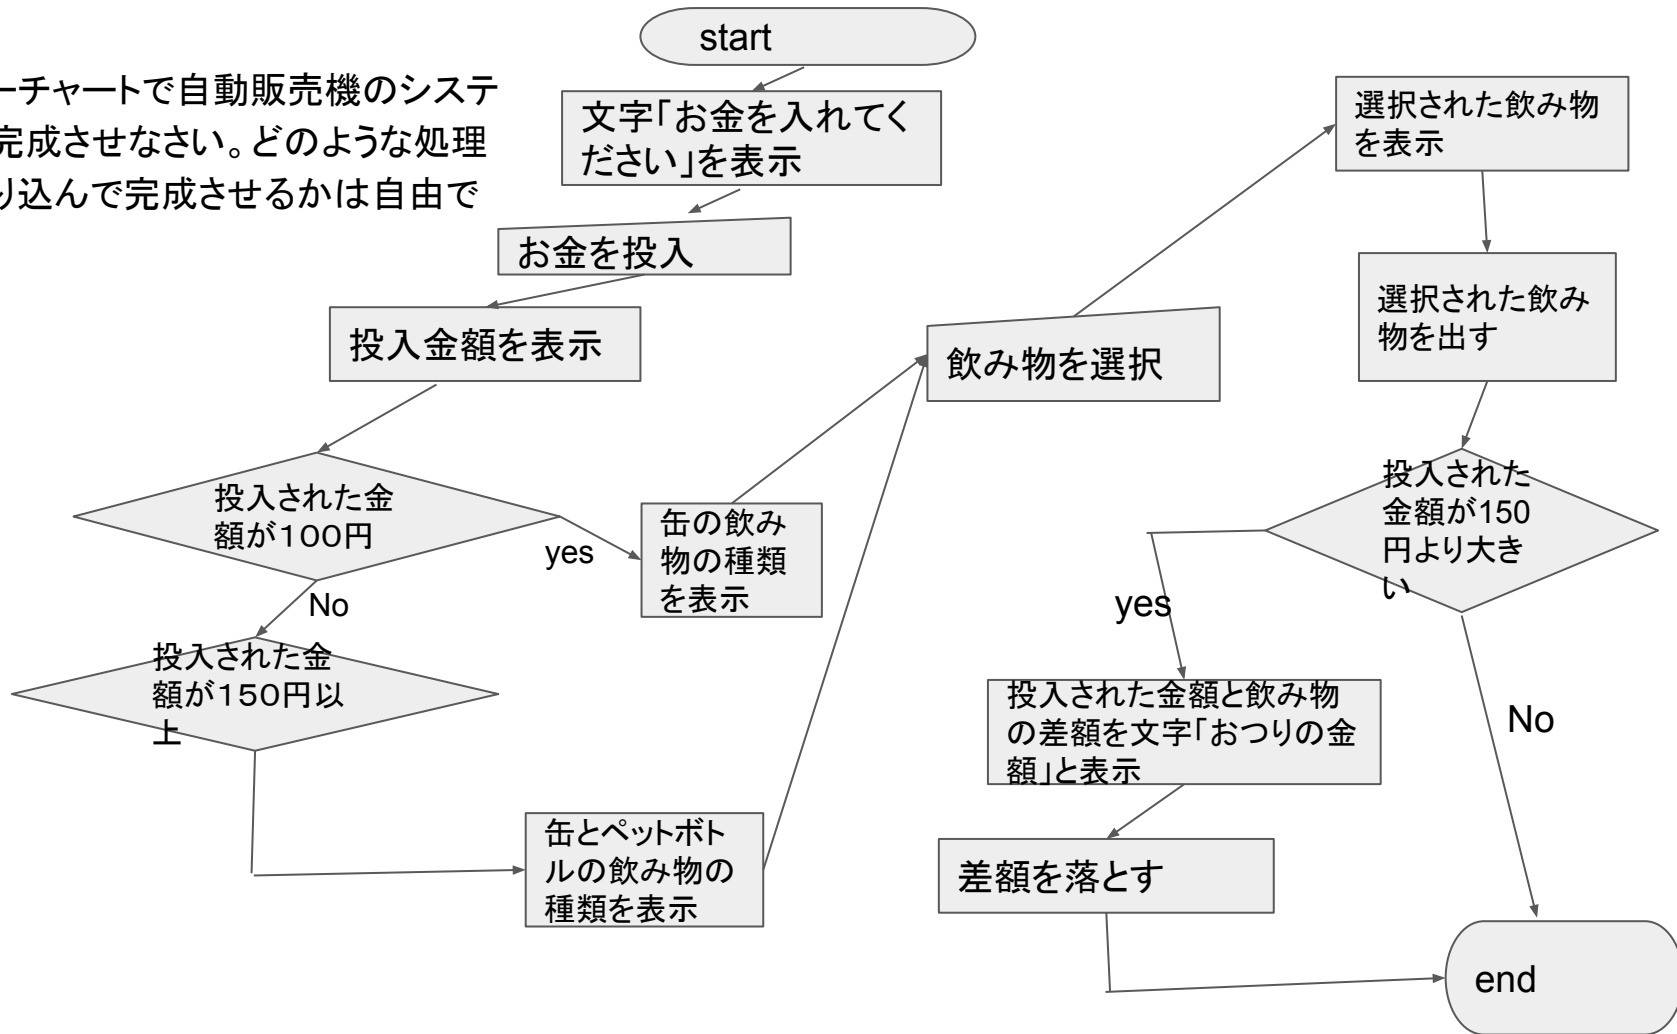 start
ーチャートで自動販売機のシステ
完成させなさい。どのような処理
り込んで完成させるかは自由で
文字「お金を入れてく
ださい」を表示
お金を投入
投入金額を表示
投入された金
額が100円
yes
No
缶の飲み
物の種類
を表示
投入された金
額が150円以
上
缶とペットボト
ルの飲み物の
種類を表示
飲み物を選択
選択された飲み物
を表示
選択された飲み
物を出す
投入された
金額が150
円より大き
い
yes
No
投入された金額と飲み物
の差額を文字「おつりの金
額」と表示
差額を落とす
end